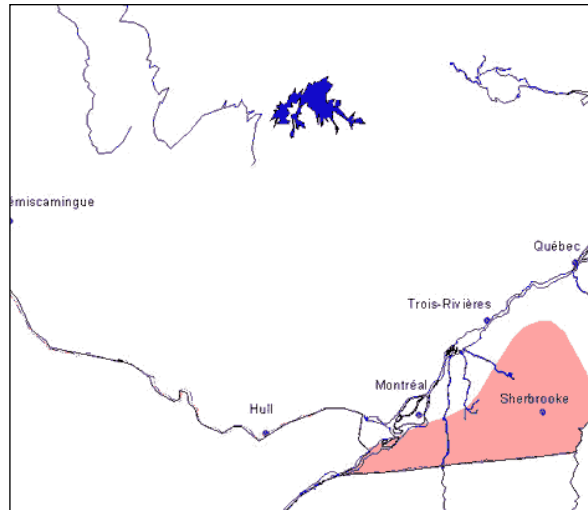 émiscamingue
Québec
Trois-Rivières
Montréal
Sherbrooke
Hull